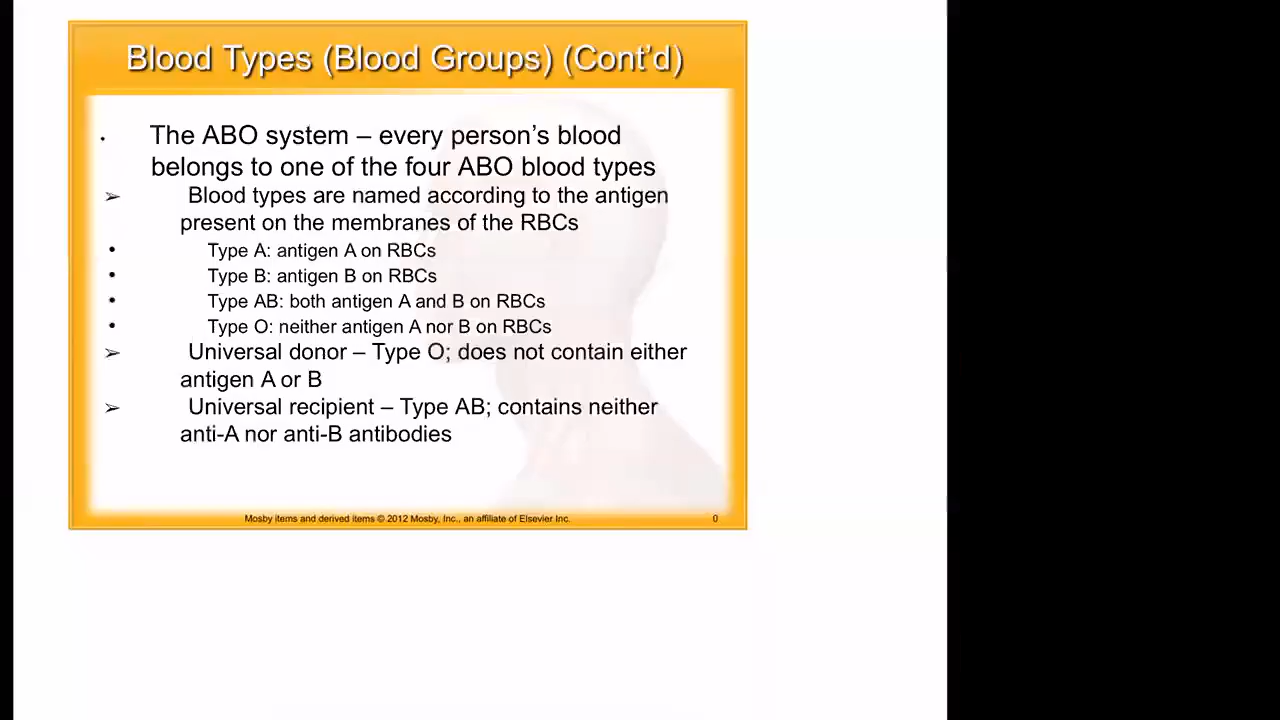 Blood Types (Blood Groups) (Cont’d)
• The ABO system – every person’s blood
belongs to one of the four ABO blood types
➢ Blood types are named according to the antigen
present on the membranes of the RBCs
• Type A: antigen A on RBCs
• Type B: antigen B on RBCs
• Type AB: both antigen A and B on RBCs
• Type O: neither antigen A nor B on RBCs
➢ Universal donor – Type O; does not contain either
antigen A or B
➢ Universal recipient – Type AB; contains neither
anti-A nor anti-B antibodies
Mosby items and derived items © 2012 Mosby, Inc., an affiliate of Elsevier Inc. 0